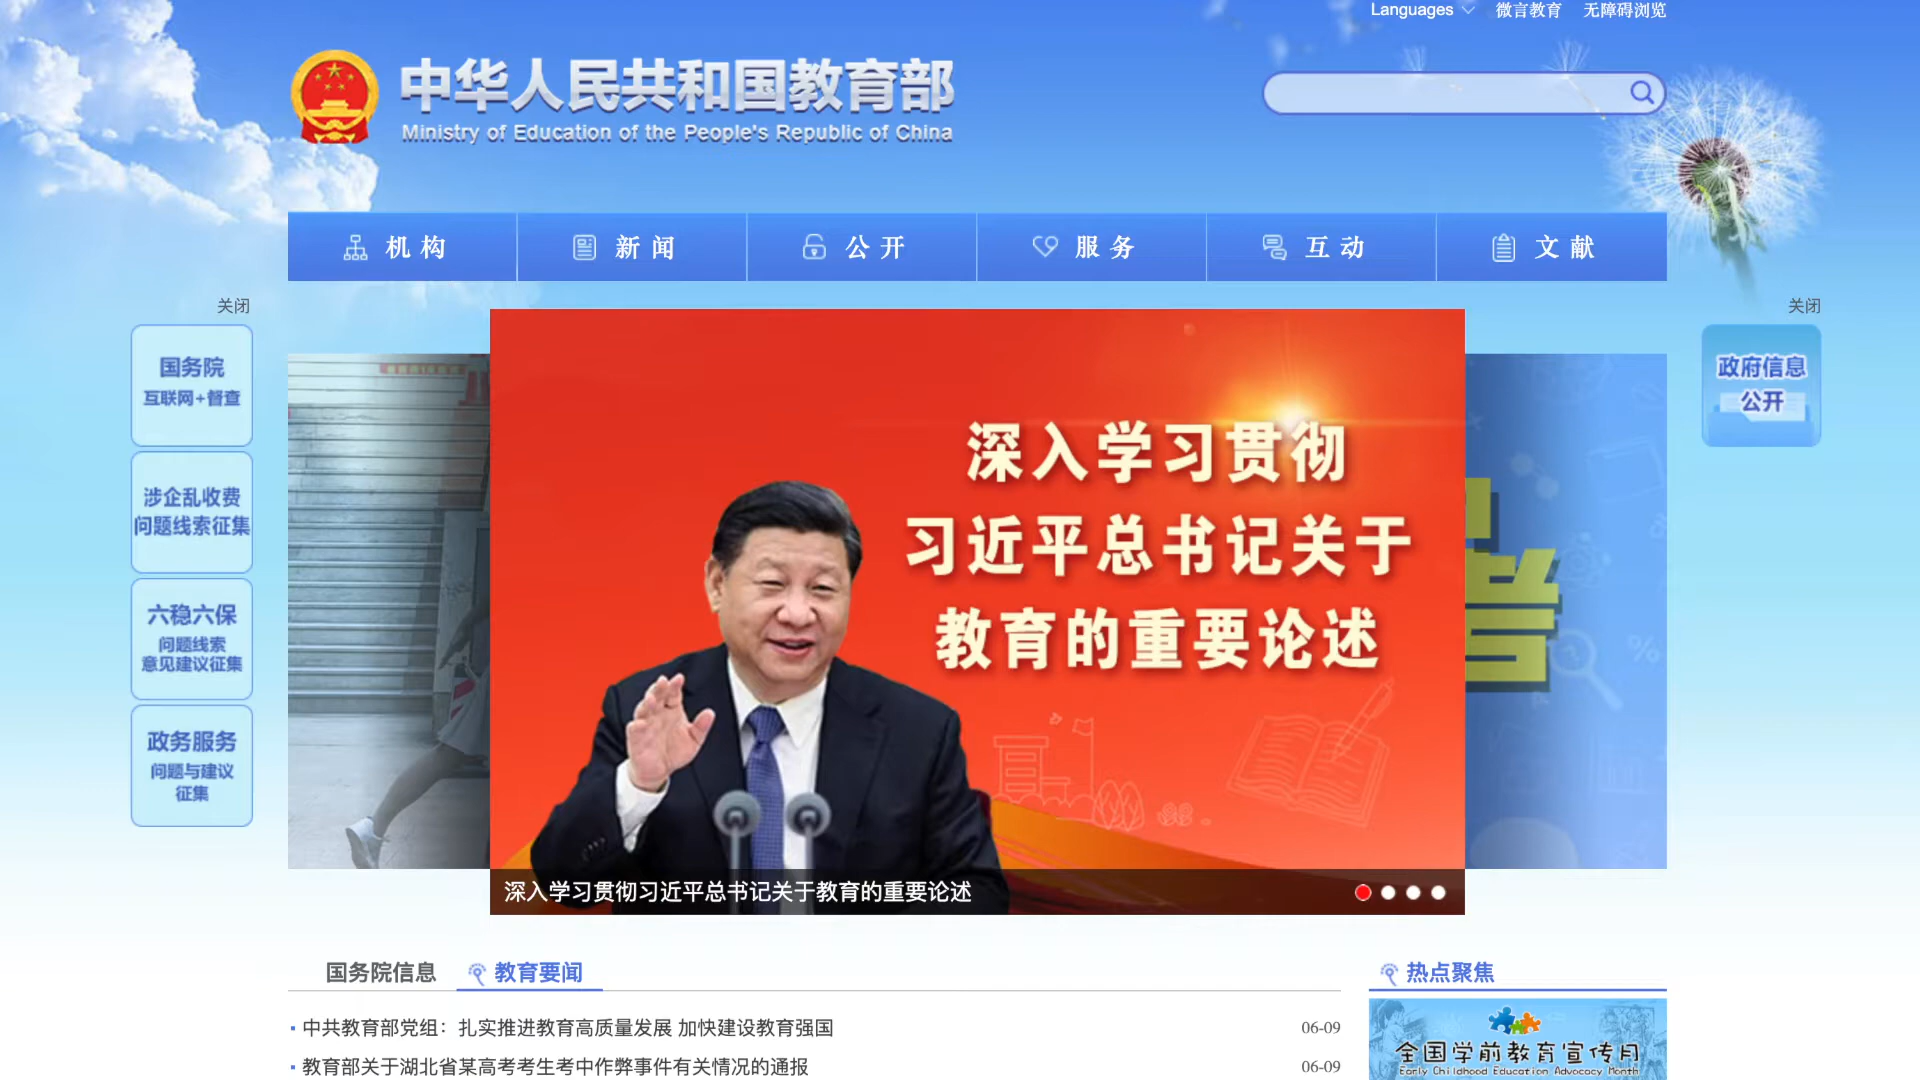 Languages 微言教育 无障碍浏览
中华人民共和国教育部
Ministry of Education of the People's Republic of China
机构 新闻 公开 服务 互动 文献
关闭
国务院
互联网+督查
涉企乱收费
问题线索征集
六稳六保
问题线索
意见建议征集
政务服务
问题与建议
征集
深入学习贯彻
习近平总书记关于
教育的重要论述
深入学习贯彻习近平总书记关于教育的重要论述
关闭
政府信息
公开
国务院信息 教育要闻
中共教育部党组：扎实推进教育高质量发展 加快建设教育强国 06-09
教育部关于湖北省某高考考生考中作弊事件有关情况的通报 06-09
热点聚焦
全国学前教育宣传月
Early Childhood Education Advocacy Month